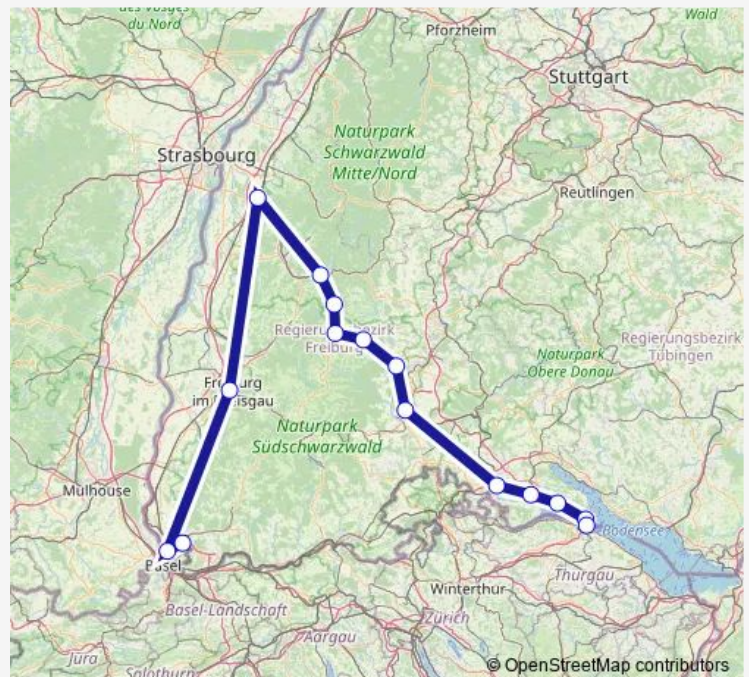 des Vosges
du Nord
Pforzheim
Wald
Stuttgart
Strasbourg
Naturpark
Schwarzwald
Mitte/Nord
Reutlingen
Regierungsbezirk
Freiburg
Regierungsbezirk
Tübingen
Naturpark
Obere Donau
Freiburg
im Breisgau
Naturpark
Südschwarzwald
Mulhouse
Bodensee
Basel
Thurgau
Winterthur
Basel-Landschaft
Zürich
Aargau
Jura
Solothurn
© OpenStreetMap contributors